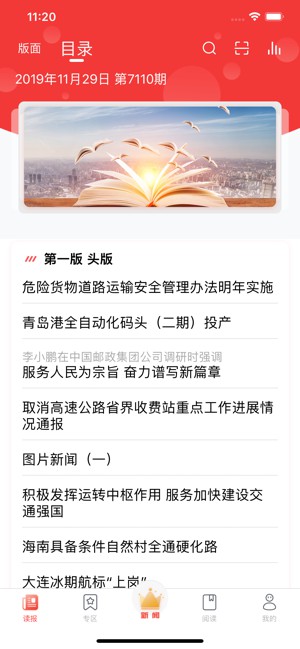 11:20
版面
目录
2019年11月29日 第7110期
第一版 头版
危险货物道路运输安全管理办法明年实施
青岛港全自动化码头（二期）投产
李小鹏在中国邮政集团公司调研时强调
服务人民为宗旨 奋力谱写新篇章
取消高速公路省界收费站重点工作进展情
况通报
图片新闻（一）
积极发挥运转中枢作用 服务加快建设交
通强国
海南具备条件自然村全通硬化路
大连冰期航标“上岗”
读报
专区
新闻
阅课
我的